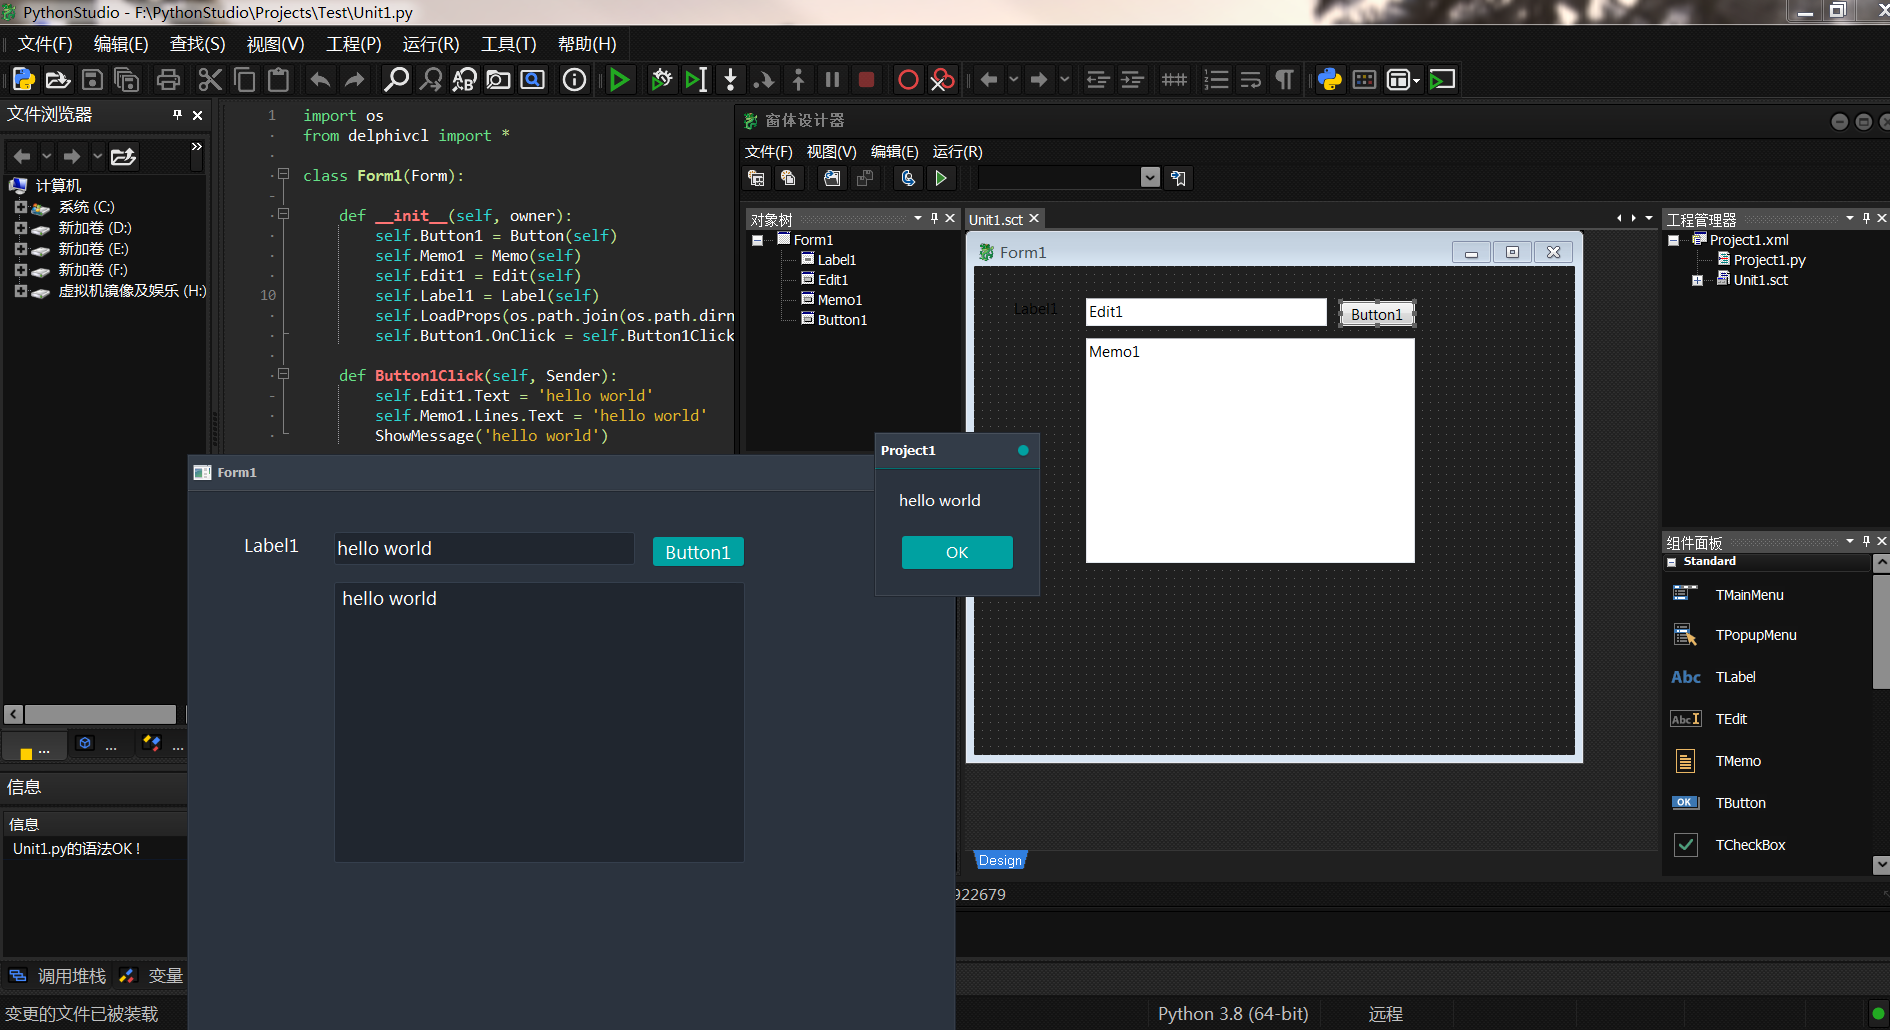 PythonStudio - F:\PythonStudio\Projects\Test\Unit1.py
文件(F) 编辑(E) 查找(S) 视图(V) 工程(P) 运行(R) 工具(T) 帮助(H)
文件浏览器
计算机
系统 (C:)
新加卷 (D:)
新加卷 (E:)
新加卷 (F:)
虚拟机镜像及娱乐 (H:)
... ... ...
信息
信息
Unit1.py的语法OK！
调用堆栈 变量
变更的文件已被装载
1 import os
from delphivcl import *
class Form1(Form):
def __init__(self, owner):
self.Button1 = Button(self)
self.Memo1 = Memo(self)
self.Edit1 = Edit(self)
10 self.Label1 = Label(self)
self.LoadProps(os.path.join(os.path.dirn
self.Button1.OnClick = self.Button1Click
def Button1Click(self, Sender):
self.Edit1.Text = 'hello world'
self.Memo1.Lines.Text = 'hello world'
ShowMessage('hello world')
Form1
Label1 hello world Button1
hello world
Project1
hello world
OK
窗体设计器
文件(F) 视图(V) 编辑(E) 运行(R)
对象树
Form1
Label1
Edit1
Memo1
Button1
Unit1.sct
Form1
Label1 Edit1 Button1
Memo1
Design
922679
工程管理器
Project1.xml
Project1.py
Unit1.sct
组件面板
Standard
TMainMenu
TPopupMenu
Abc TLabel
AbcI TEdit
TMemo
OK TButton
TCheckBox
Python 3.8 (64-bit) 远程